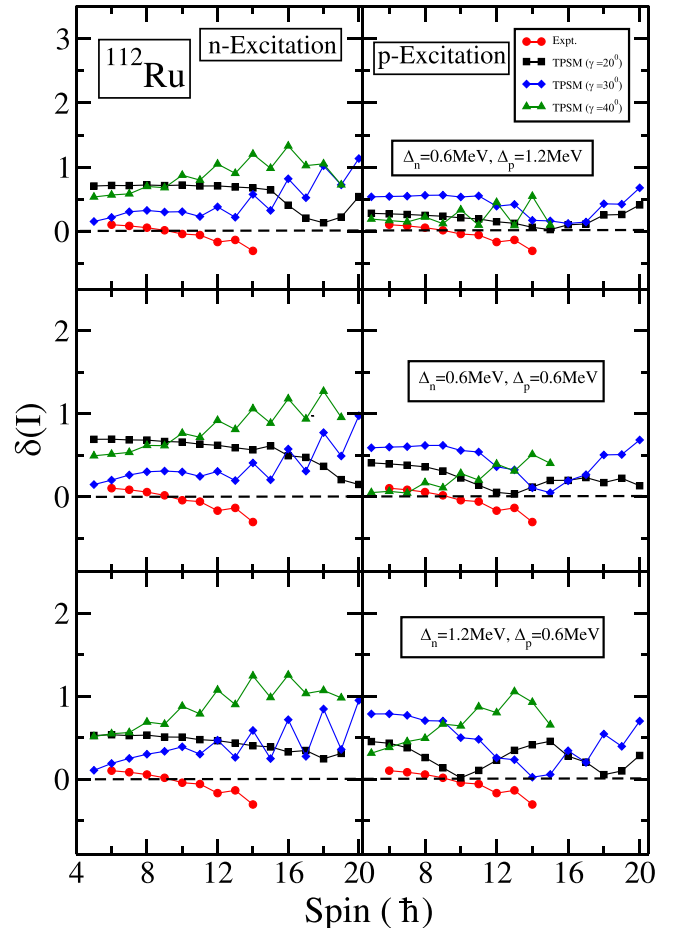 3
2
1
0
¹¹²Ru
n-Excitation
p-Excitation
Expt.
TPSM (γ=20⁰)
TPSM (γ=30⁰)
TPSM (γ=40⁰)
Δₙ=0.6MeV, Δₚ=1.2MeV
2
1
0
δ(I)
Δₙ=0.6MeV, Δₚ=0.6MeV
2
1
0
Δₙ=1.2MeV, Δₚ=0.6MeV
4 8 12 16 20 8 12 16 20
Spin (ħ)
Spin (ħ)